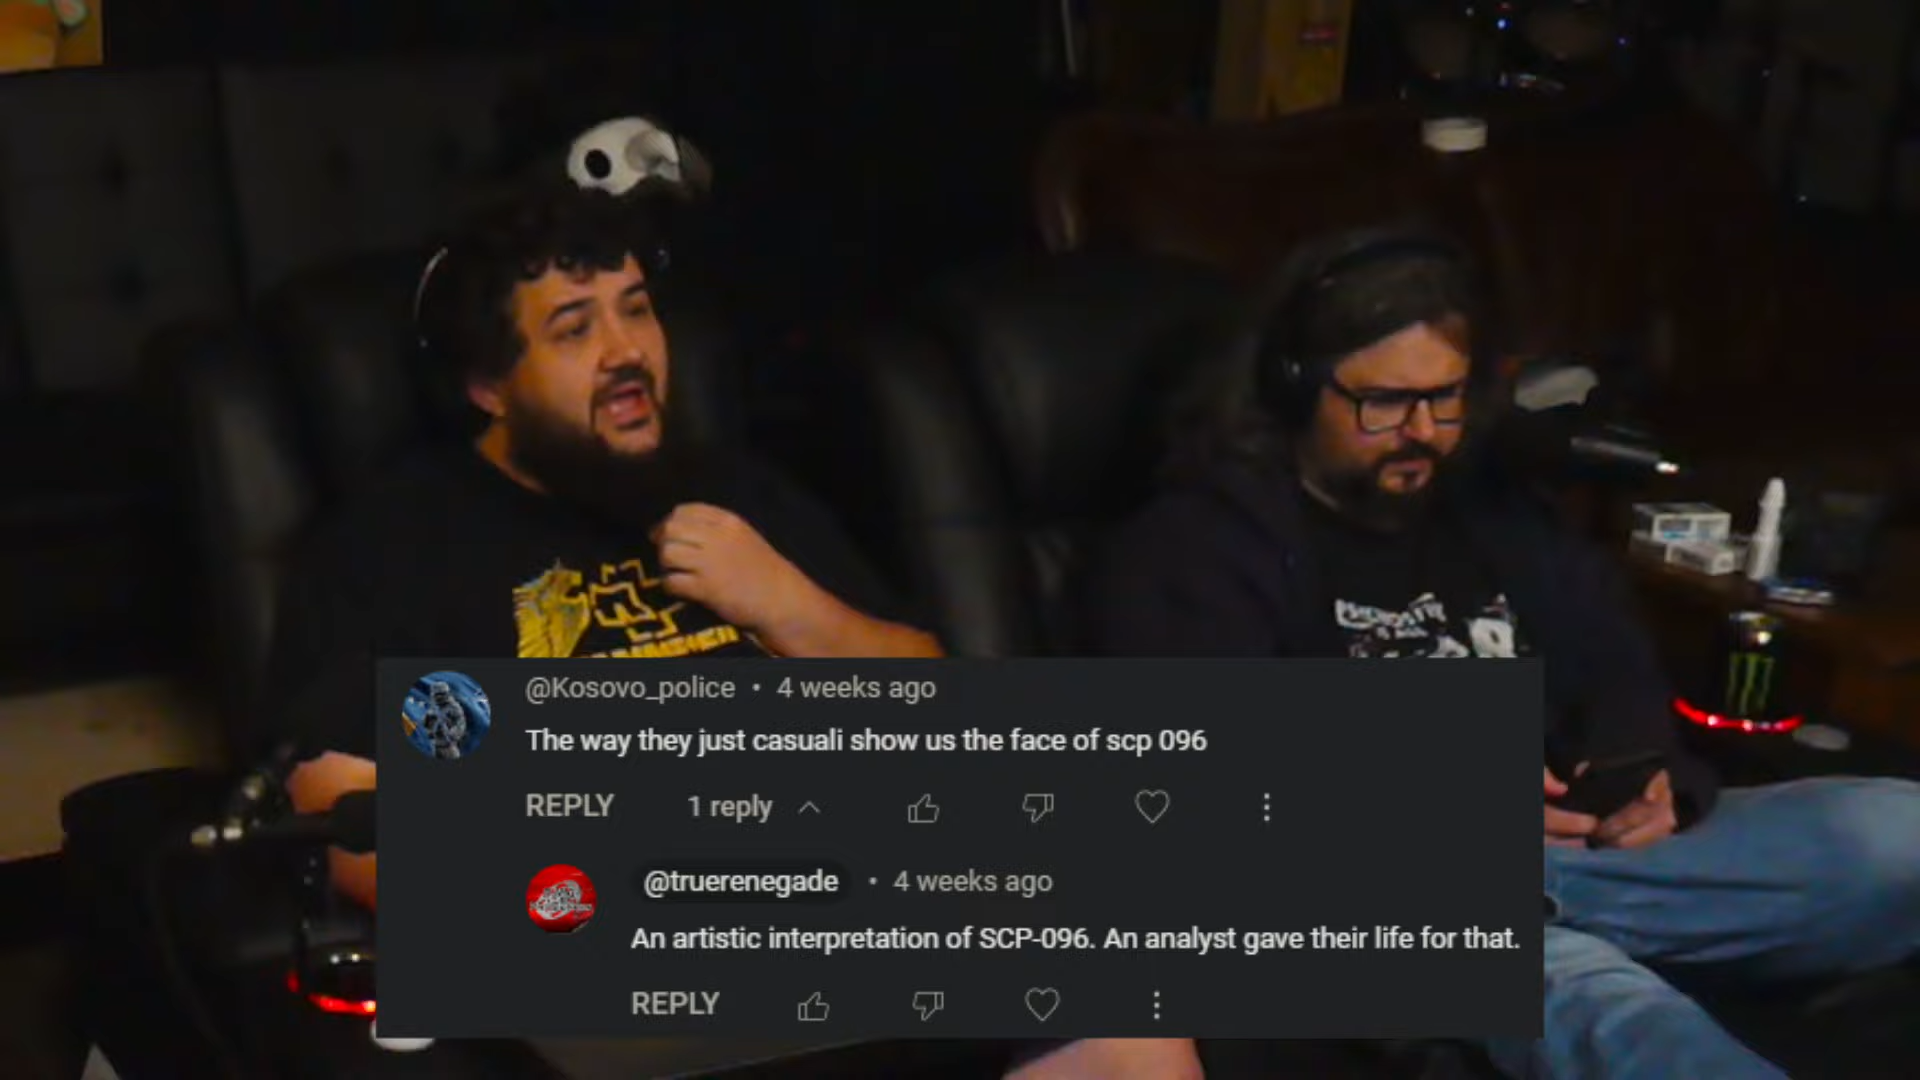 @Kosovo_police • 4 weeks ago
The way they just casuali show us the face of scp 096
REPLY 1 reply
@truerenegade • 4 weeks ago
An artistic interpretation of SCP-096. An analyst gave their life for that.
REPLY